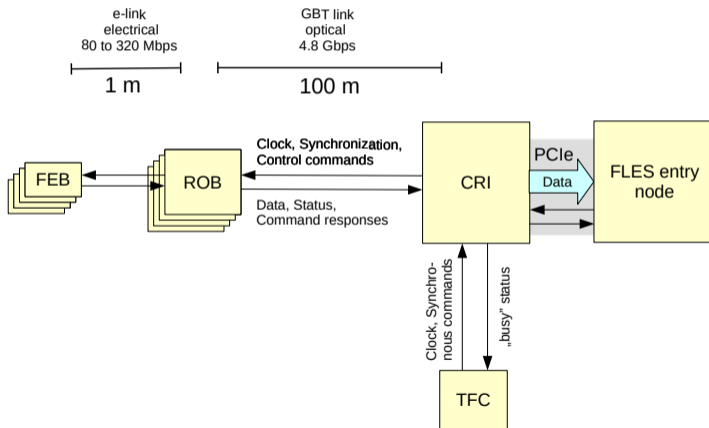 e-link
electrical
80 to 320 Mbps
1 m
GBT link
optical
4.8 Gbps
100 m
FEB
ROB
Clock, Synchronization,
Control commands
Data, Status,
Command responses
CRI
PCIe
Data
FLES entry
node
Clock, Synchro-
nous commands
„busy” status
TFC